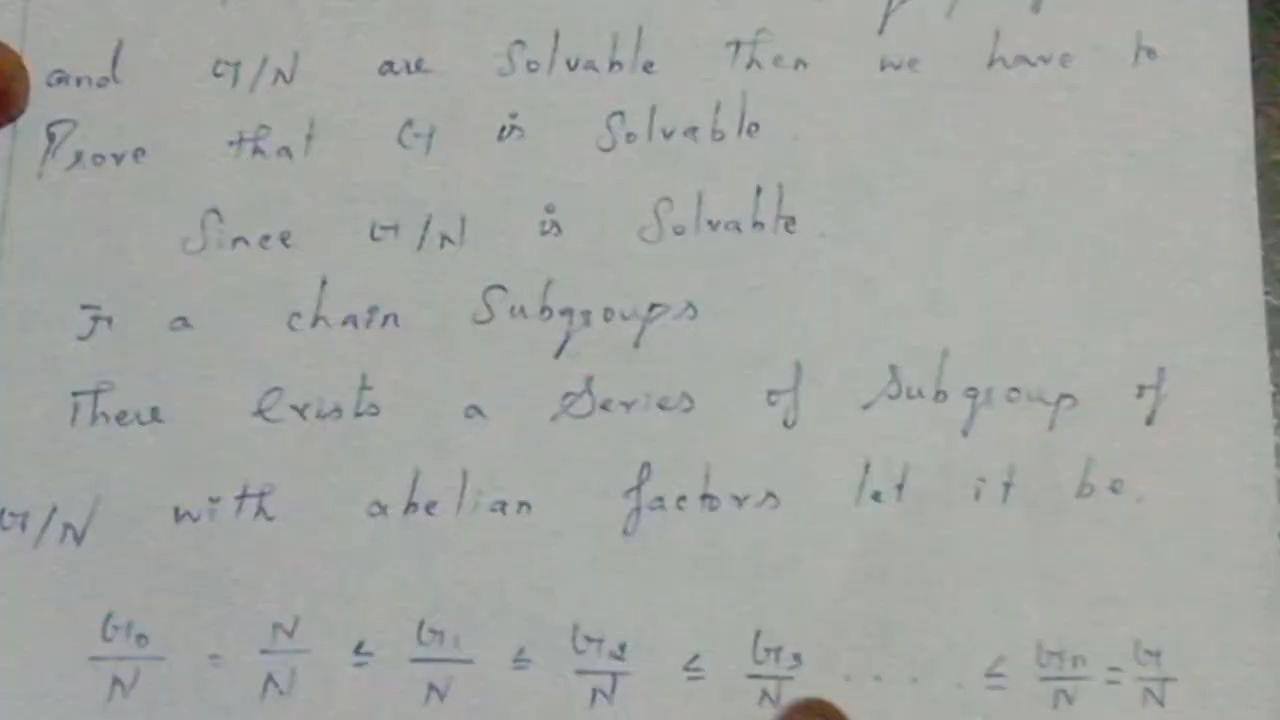 and G/N are Solvable Then we have to
Prove that G is Solvable.
Since G/N is Solvable.
a chain Subgroups
There exists a Series of Subgroup of
G/N with abelian factors let it be.
G₀/N = N/N ≤ G₁/N ≤ G₂/N ≤ G₃/N ..... ≤ Gn/N = G/N